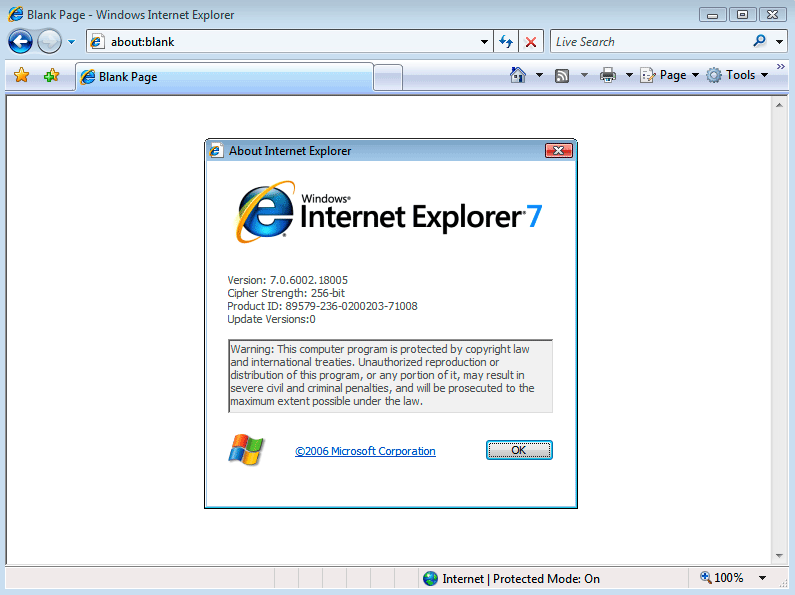 Blank Page - Windows Internet Explorer
about:blank
Live Search
Blank Page
Page
Tools
About Internet Explorer
Windows®
Internet Explorer 7
Version: 7.0.6002.18005
Cipher Strength: 256-bit
Product ID: 89579-236-0200203-71008
Update Versions:0
Warning: This computer program is protected by copyright law
and international treaties. Unauthorized reproduction or
distribution of this program, or any portion of it, may result in
severe civil and criminal penalties, and will be prosecuted to the
maximum extent possible under the law.
©2006 Microsoft Corporation
OK
Internet | Protected Mode: On
100%